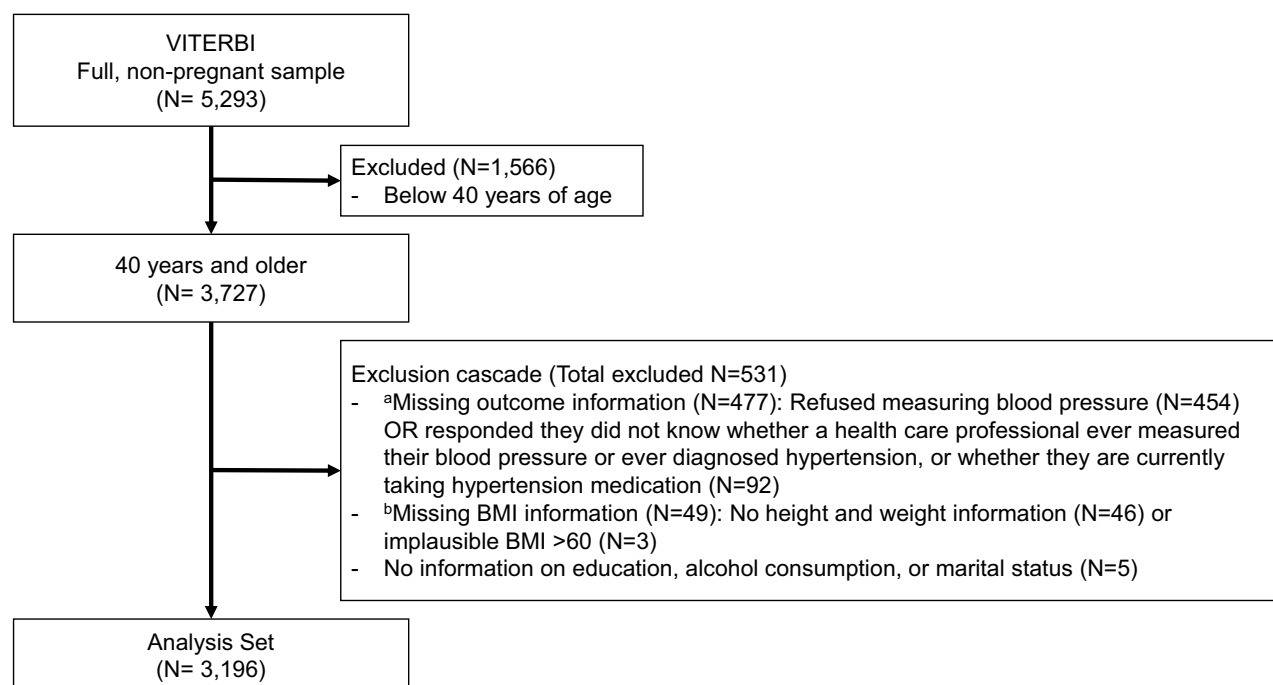 VITERBI
Full, non-pregnant sample
(N= 5,293)
Excluded (N=1,566)
- Below 40 years of age
40 years and older
(N= 3,727)
Exclusion cascade (Total excluded N=531)
- ᵃMissing outcome information (N=477): Refused measuring blood pressure (N=454)
OR responded they did not know whether a health care professional ever measured
their blood pressure or ever diagnosed hypertension, or whether they are currently
taking hypertension medication (N=92)
- ᵇMissing BMI information (N=49): No height and weight information (N=46) or
implausible BMI >60 (N=3)
- No information on education, alcohol consumption, or marital status (N=5)
Analysis Set
(N= 3,196)